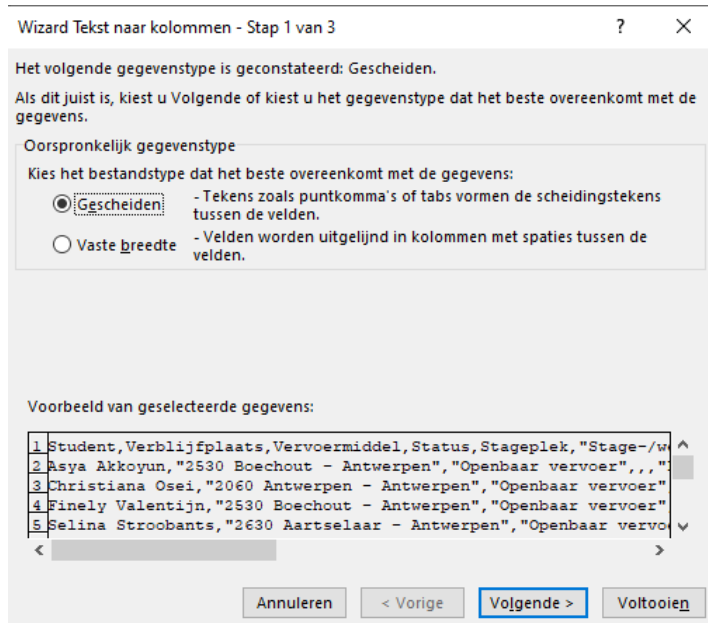 Wizard Tekst naar kolommen - Stap 1 van 3 ?
Het volgende gegevenstype is geconstateerd: Gescheiden.
Als dit juist is, kiest u Volgende of kiest u het gegevenstype dat het beste overeenkomt met de
gegevens.
Oorspronkelijk gegevenstype
Kies het bestandstype dat het beste overeenkomt met de gegevens:
Gescheiden - Tekens zoals puntkomma's of tabs vormen de scheidingstekens
tussen de velden.
Vaste breedte - Velden worden uitgelijnd in kolommen met spaties tussen de
velden.
Voorbeeld van geselecteerde gegevens:
1 Student,Verblijfplaats,Vervoermiddel,Status,Stageplek,"Stage-/we
2 Asya Akkoyun,"2530 Boechout - Antwerpen","Openbaar vervoer",,,"
3 Christiana Osei,"2060 Antwerpen - Antwerpen","Openbaar vervoer"
4 Finely Valentijn,"2530 Boechout - Antwerpen","Openbaar vervoer"
5 Selina Stroobants,"2630 Aartselaar - Antwerpen","Openbaar vervo
Annuleren < Vorige Volgende > Voltooien